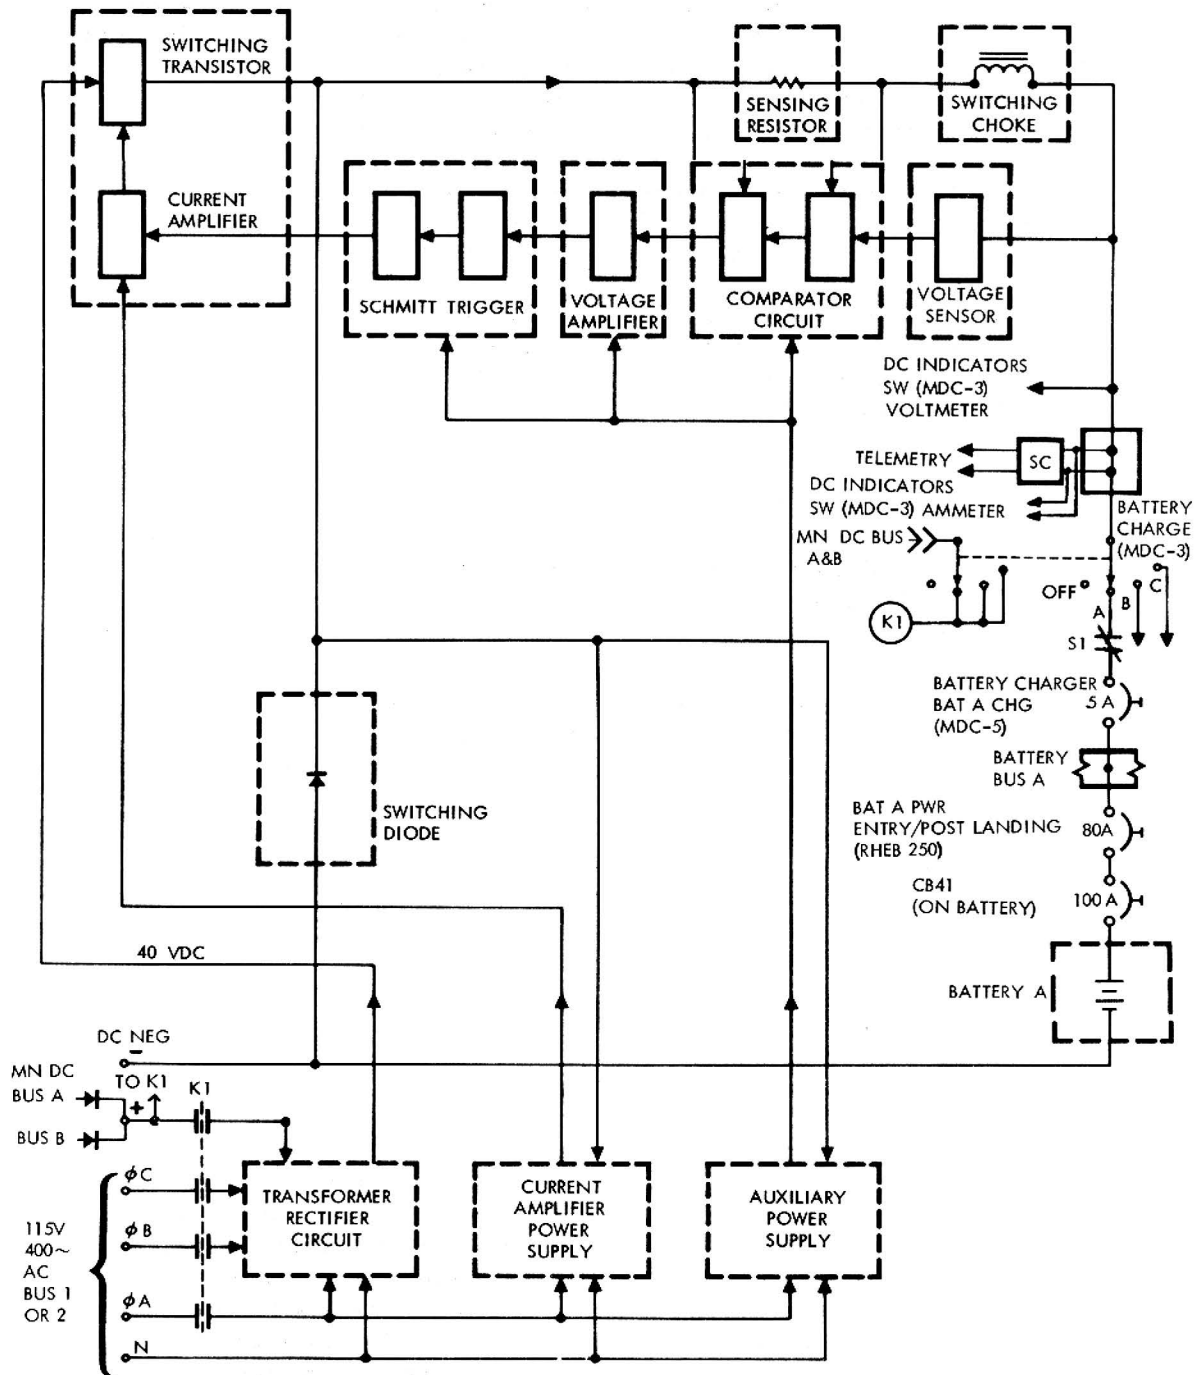 SWITCHING
TRANSISTOR
SENSING
RESISTOR
SWITCHING
CHOKE
CURRENT
AMPLIFIER
SCHMITT TRIGGER
VOLTAGE
AMPLIFIER
COMPARATOR
CIRCUIT
VOLTAGE
SENSOR
DC INDICATORS
SW (MDC-3)
VOLTMETER
TELEMETRY
SC
DC INDICATORS
SW (MDC-3) AMMETER
BATTERY
CHARGE
(MDC-3)
MN DC BUS
A&B
K1
OFF
A
B
C
S1
BATTERY CHARGER
BAT A CHG
(MDC-5)
5 A
BATTERY
BUS A
BAT A PWR
ENTRY/POST LANDING
(RHEB 250)
80A
CB41
(ON BATTERY)
100 A
BATTERY A
SWITCHING
DIODE
40 VDC
DC NEG
−
MN DC
BUS A
BUS B
TO K1
+
K1
115V
400~
AC
BUS 1
OR 2
ϕC
ϕB
ϕA
N
TRANSFORMER
RECTIFIER
CIRCUIT
CURRENT
AMPLIFIER
POWER
SUPPLY
AUXILIARY
POWER
SUPPLY